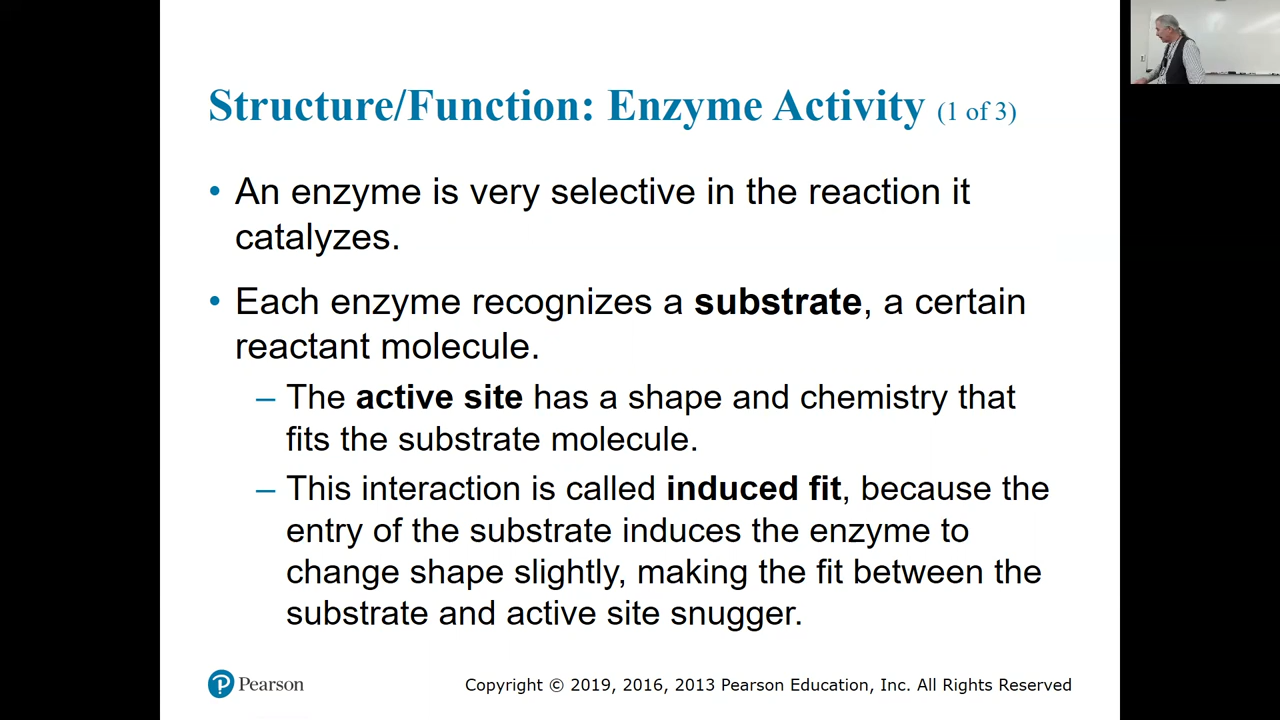 Structure/Function: Enzyme Activity (1 of 3)
• An enzyme is very selective in the reaction it
catalyzes.
• Each enzyme recognizes a substrate, a certain
reactant molecule.
– The active site has a shape and chemistry that
fits the substrate molecule.
– This interaction is called induced fit, because the
entry of the substrate induces the enzyme to
change shape slightly, making the fit between the
substrate and active site snugger.
P Pearson
Copyright © 2019, 2016, 2013 Pearson Education, Inc. All Rights Reserved